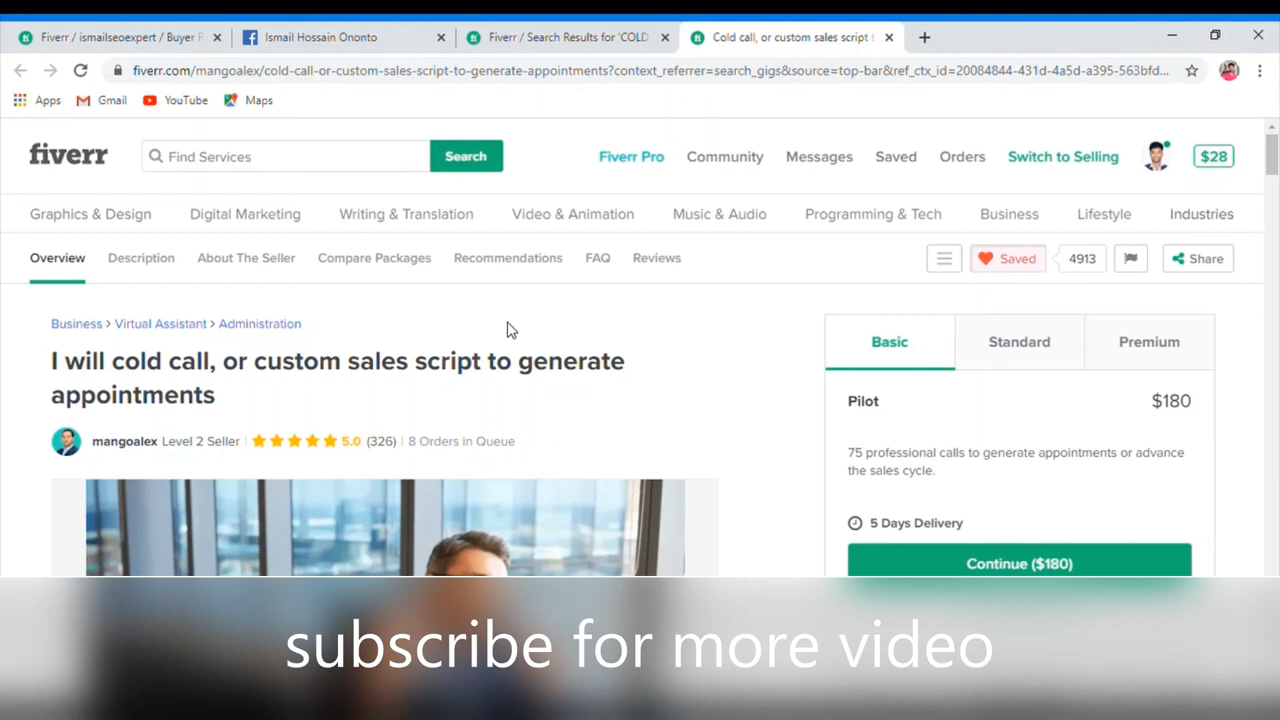 Fiverr / ismailseoexpert / Buyer R
Ismail Hossain Ononto
Fiverr / Search Results for 'COLD
Cold call, or custom sales script t
fiverr.com/mangoalex/cold-call-or-custom-sales-script-to-generate-appointments?context_referrer=search_gigs&source=top-bar&ref_ctx_id=20084844-431d-4a5d-a395-563bfd...
Apps Gmail YouTube Maps
fiverr Find Services Search Fiverr Pro Community Messages Saved Orders Switch to Selling $28
Graphics & Design Digital Marketing Writing & Translation Video & Animation Music & Audio Programming & Tech Business Lifestyle Industries
Overview Description About The Seller Compare Packages Recommendations FAQ Reviews Saved 4913 Share
Business > Virtual Assistant > Administration
I will cold call, or custom sales script to generate
appointments
mangoalex Level 2 Seller 5.0 (326) | 8 Orders in Queue
Basic Standard Premium
Pilot $180
75 professional calls to generate appointments or advance
the sales cycle.
5 Days Delivery
Continue ($180)
subscribe for more video